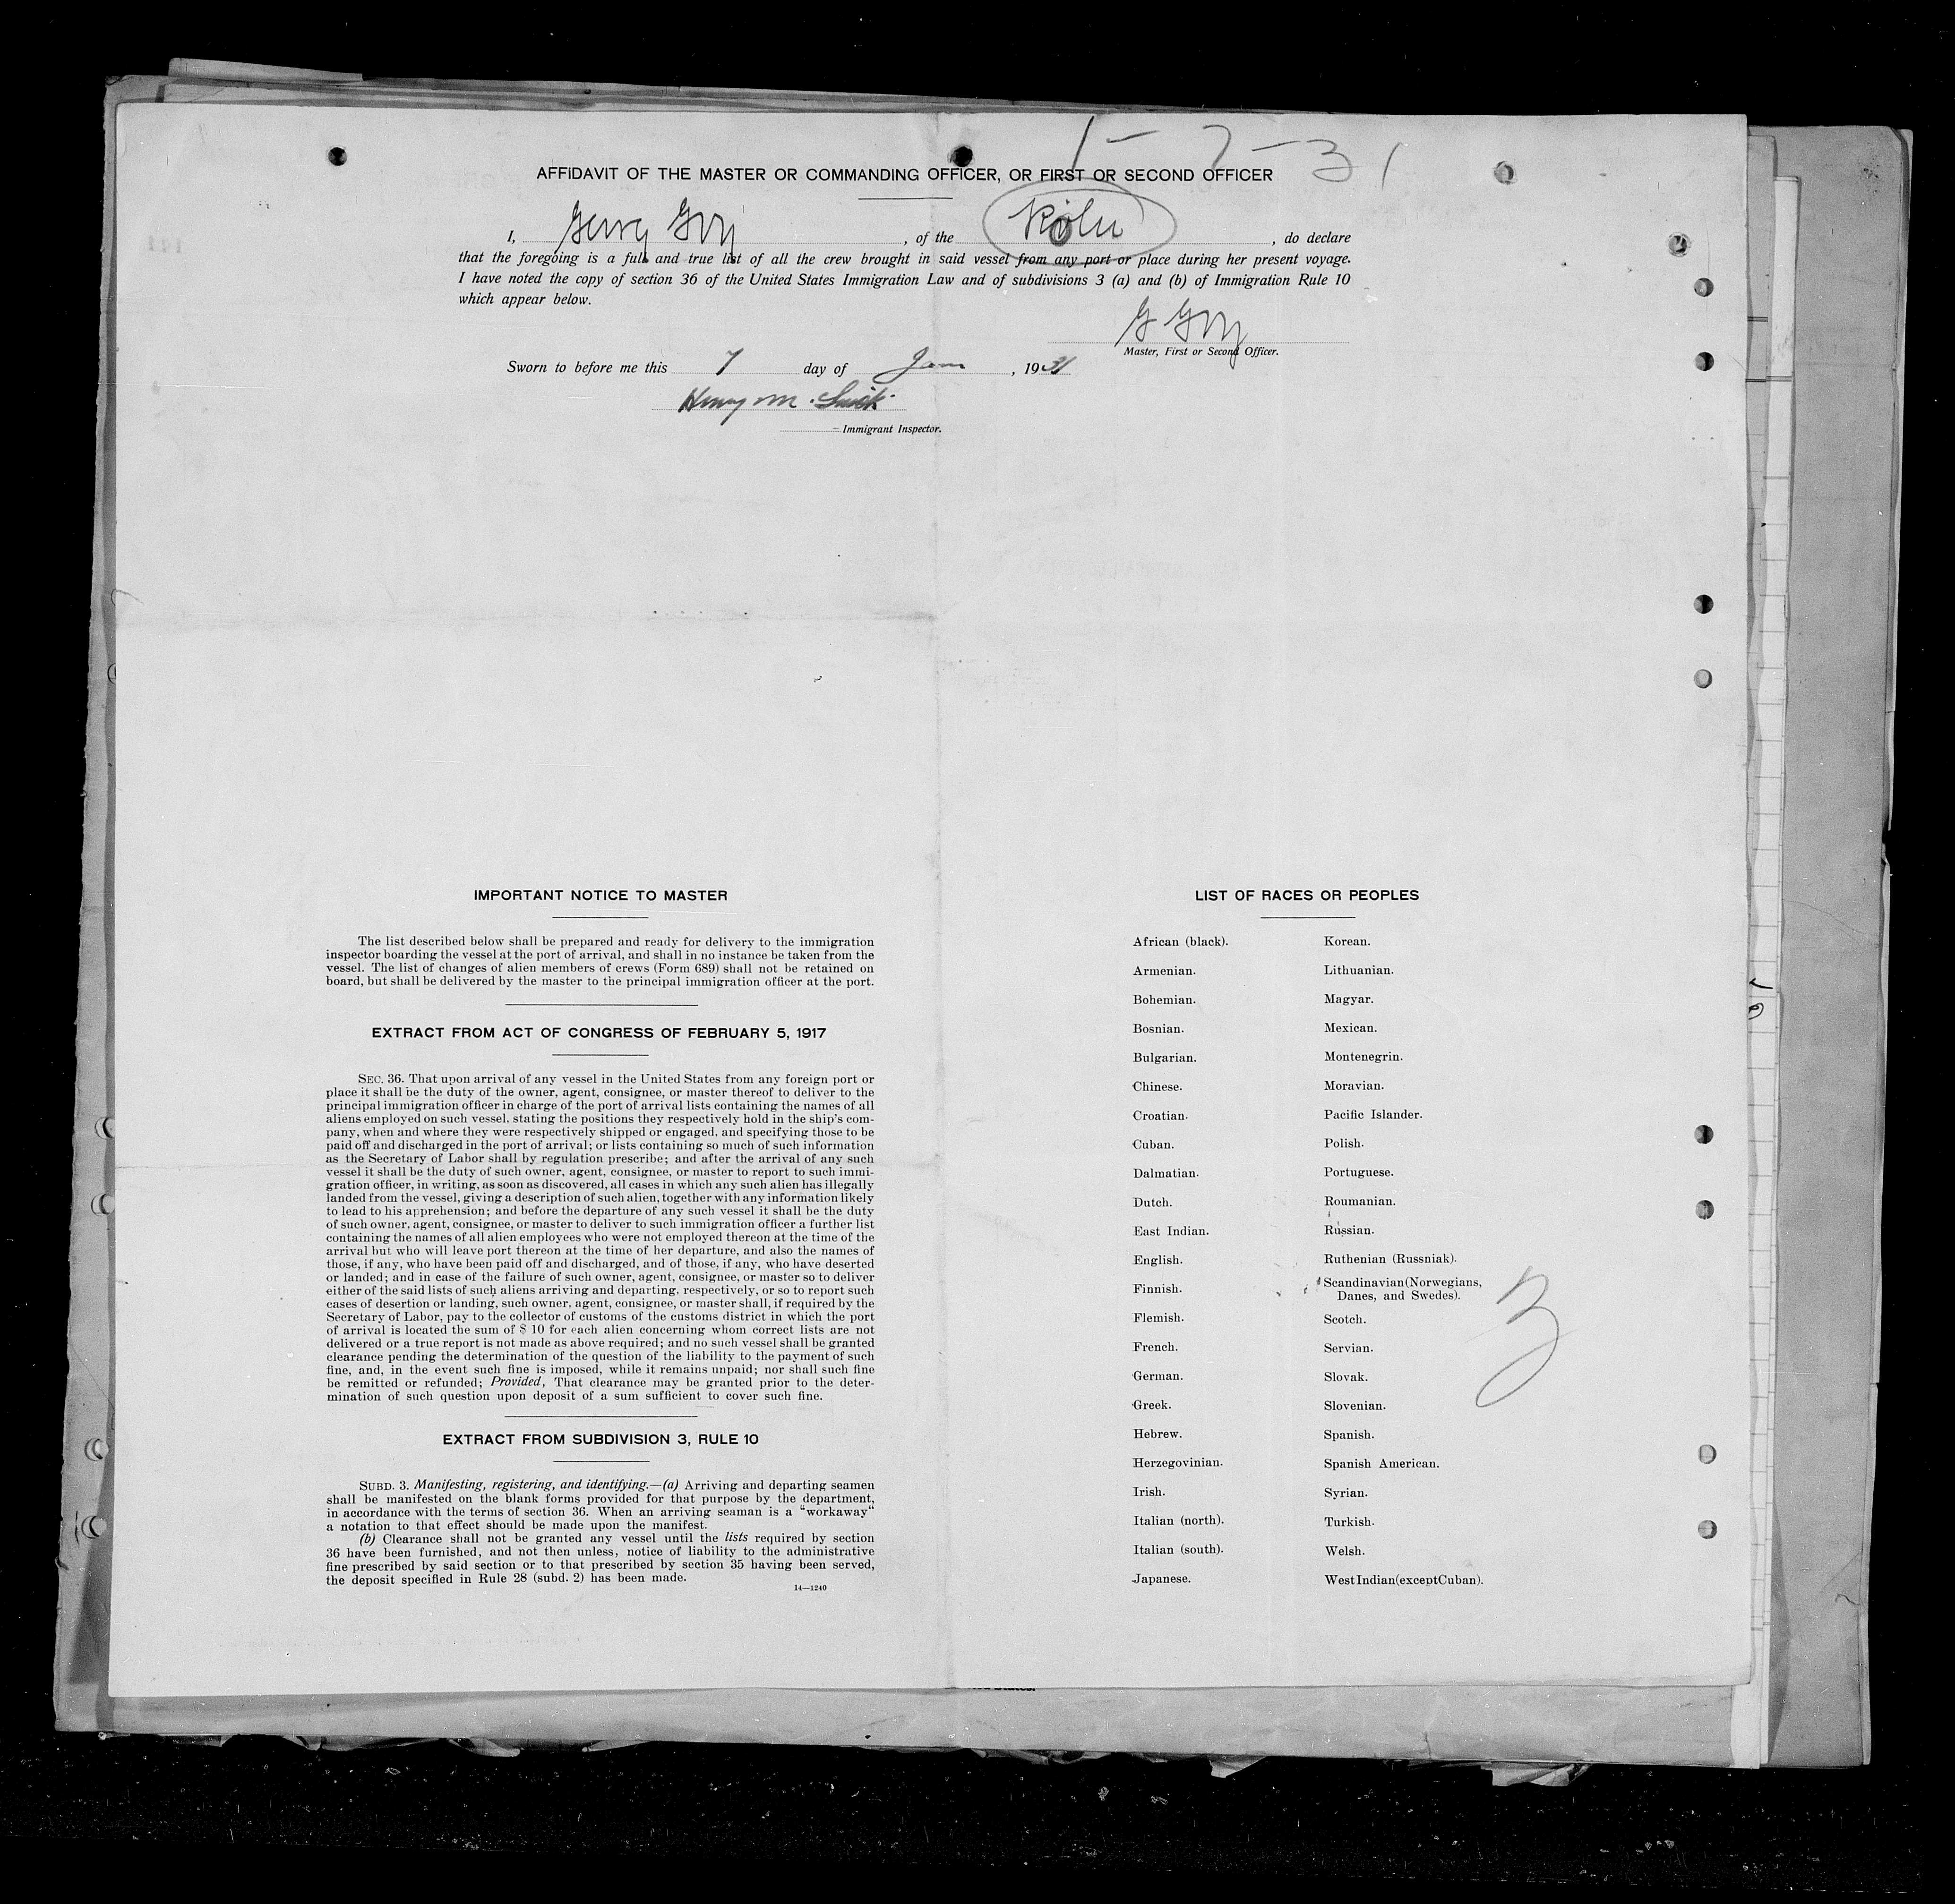 1-7-31
AFFIDAVIT OF THE MASTER OR COMMANDING OFFICER, OR FIRST OR SECOND OFFICER
I, Georg , of the Köln , do declare
that the foregoing is a full and true list of all the crew brought in said vessel from any port or place during her present voyage.
I have noted the copy of section 36 of the United States Immigration Law and of subdivisions 3 (a) and (b) of Immigration Rule 10
which appear below.
G
Master, First or Second Officer.
Sworn to before me this 7 day of Jan , 1931
Henry M.
Immigrant Inspector.
IMPORTANT NOTICE TO MASTER
The list described below shall be prepared and ready for delivery to the immigration
inspector boarding the vessel at the port of arrival, and shall in no instance be taken from the
vessel. The list of changes of alien members of crews (Form 689) shall not be retained on
board, but shall be delivered by the master to the principal immigration officer at the port.
EXTRACT FROM ACT OF CONGRESS OF FEBRUARY 5, 1917
SEC. 36. That upon arrival of any vessel in the United States from any foreign port or
place it shall be the duty of the owner, agent, consignee, or master thereof to deliver to the
principal immigration officer in charge of the port of arrival lists containing the names of all
aliens employed on such vessel, stating the positions they respectively hold in the ship's com-
pany, when and where they were respectively shipped or engaged, and specifying those to be
paid off and discharged in the port of arrival; or lists containing so much of such information
as the Secretary of Labor shall by regulation prescribe; and after the arrival of any such
vessel it shall be the duty of such owner, agent, consignee, or master to report to such immi-
gration officer, in writing, as soon as discovered, all cases in which any such alien has illegally
landed from the vessel, giving a description of such alien, together with any information likely
to lead to his apprehension; and before the departure of any such vessel it shall be the duty
of such owner, agent, consignee, or master to deliver to such immigration officer a further list
containing the names of all alien employees who were not employed thereon at the time of the
arrival but who will leave port thereon at the time of her departure, and also the names of
those, if any, who have been paid off and discharged, and of those, if any, who have deserted
or landed; and in case of the failure of such owner, agent, consignee, or master so to deliver
either of the said lists of such aliens arriving and departing, respectively, or so to report such
cases of desertion or landing, such owner, agent, consignee, or master shall, if required by the
Secretary of Labor, pay to the collector of customs of the customs district in which the port
of arrival is located the sum of $ 10 for each alien concerning whom correct lists are not
delivered or a true report is not made as above required; and no such vessel shall be granted
clearance pending the determination of the question of the liability to the payment of such
fine, and, in the event such fine is imposed, while it remains unpaid; nor shall such fine
be remitted or refunded; Provided, That clearance may be granted prior to the deter-
mination of such question upon deposit of a sum sufficient to cover such fine.
EXTRACT FROM SUBDIVISION 3, RULE 10
SUBD. 3. Manifesting, registering, and identifying.—(a) Arriving and departing seamen
shall be manifested on the blank forms provided for that purpose by the department,
in accordance with the terms of section 36. When an arriving seaman is a “workaway“
a notation to that effect should be made upon the manifest.
(b) Clearance shall not be granted any vessel until the lists required by section
36 have been furnished, and not then unless, notice of liability to the administrative
fine prescribed by said section or to that prescribed by section 35 having been served,
the deposit specified in Rule 28 (subd. 2) has been made.
14—1240
LIST OF RACES OR PEOPLES
African (black).
Armenian.
Bohemian.
Bosnian.
Bulgarian.
Chinese.
Croatian.
Cuban.
Dalmatian.
Dutch.
East Indian.
English.
Finnish.
Flemish.
French.
German.
Greek.
Hebrew.
Herzegovinian.
Irish.
Italian (north).
Italian (south).
Japanese.
Korean.
Lithuanian.
Magyar.
Mexican.
Montenegrin.
Moravian.
Pacific Islander.
Polish.
Portuguese.
Roumanian.
Russian.
Ruthenian (Russniak).
Scandinavian (Norwegians,
Danes, and Swedes).
Scotch.
Servian.
Slovak.
Slovenian.
Spanish.
Spanish American.
Syrian.
Turkish.
Welsh.
West Indian (except Cuban).
3